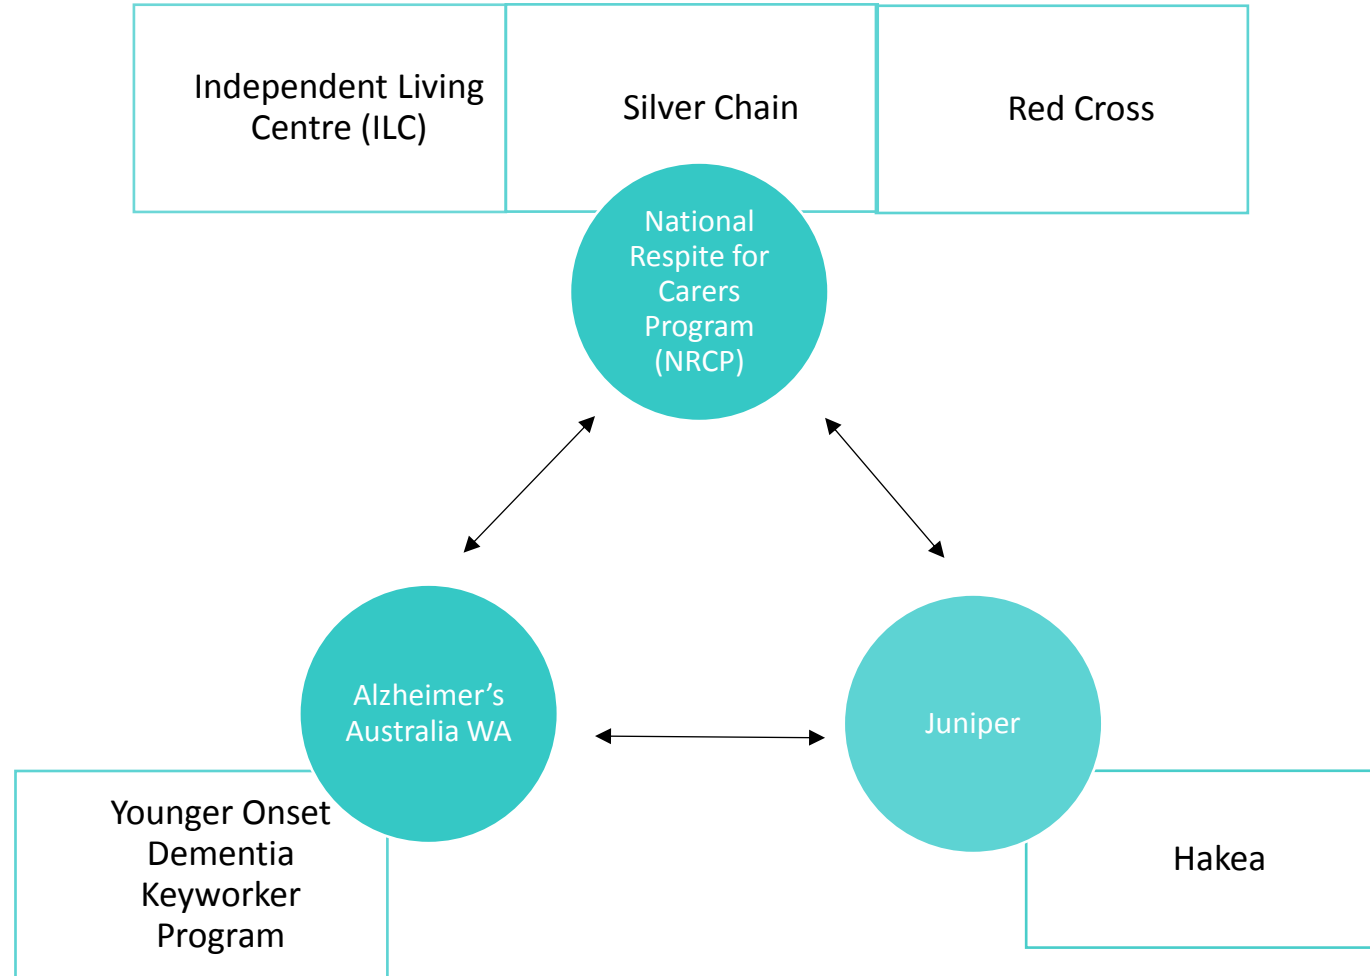 Independent Living
Centre (ILC)
Silver Chain
Red Cross
National
Respite for
Carers
Program
(NRCP)
Alzheimer’s
Australia WA
Juniper
Younger Onset
Dementia
Keyworker
Program
Hakea